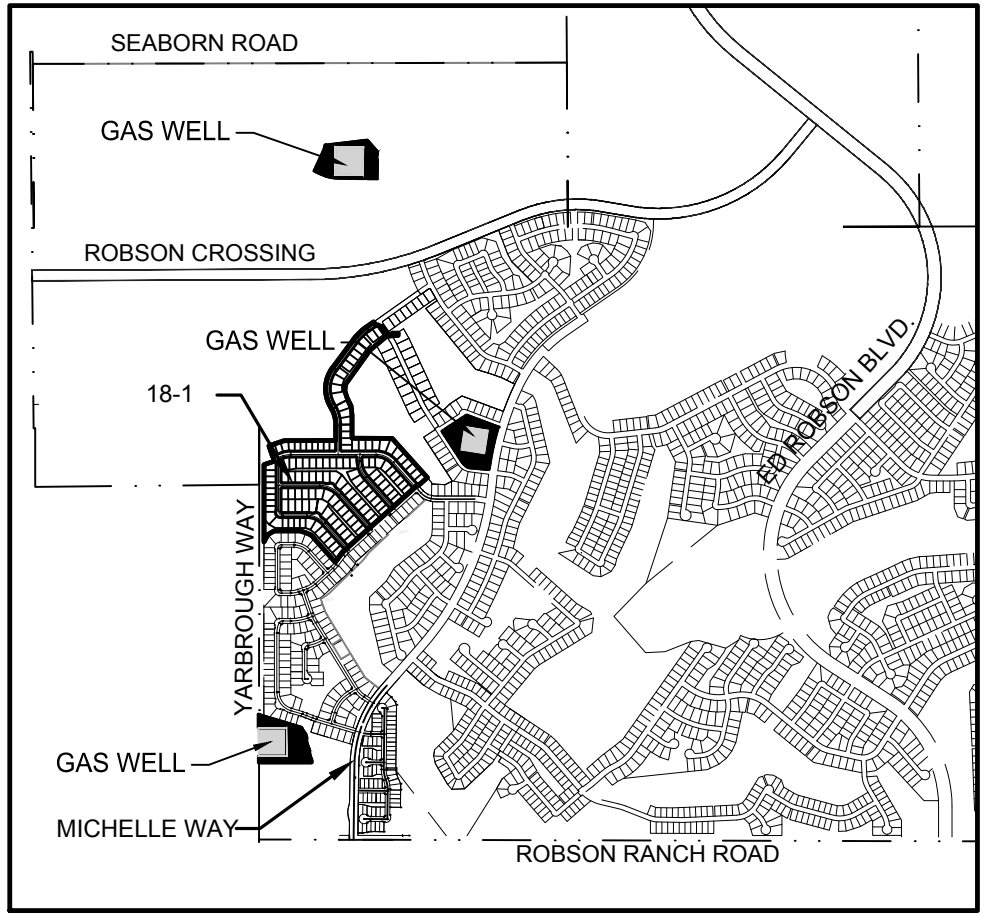 SEABORN ROAD
GAS WELL
ROBSON CROSSING
GAS WELL
18-1
ED ROBSON BLVD.
YARBROUGH WAY
GAS WELL
MICHELLE WAY
ROBSON RANCH ROAD